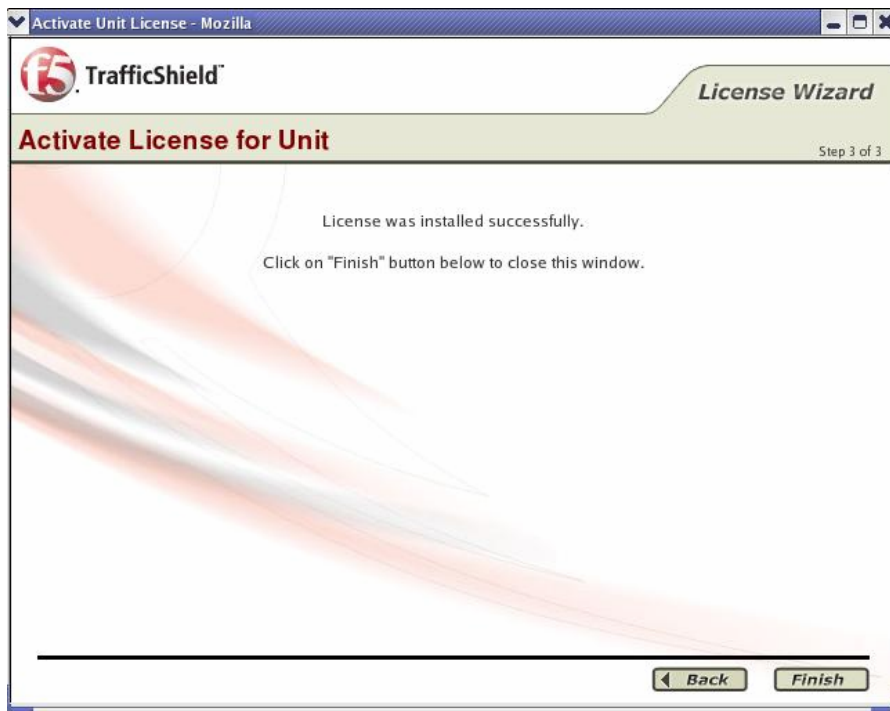 Activate Unit License - Mozilla
f5 TrafficShield™
License Wizard
Activate License for Unit
Step 3 of 3
License was installed successfully.
Click on "Finish" button below to close this window.
Back
Finish